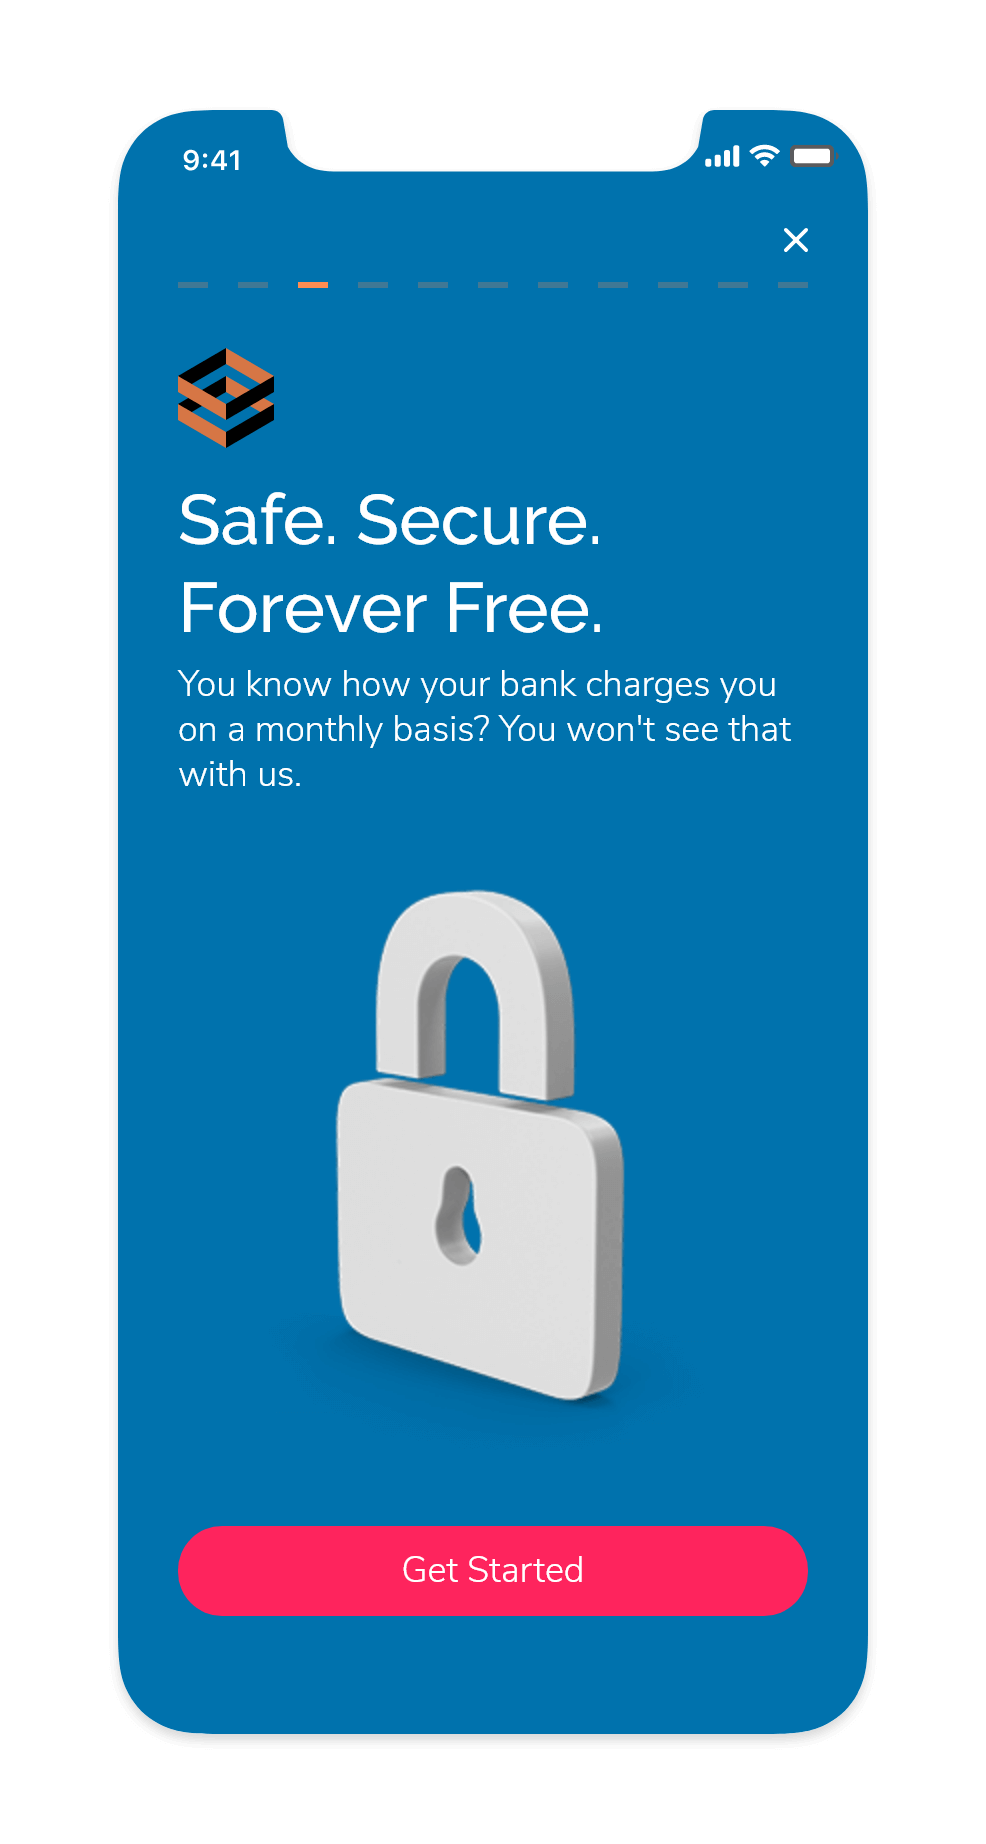 9:41
Safe. Secure.
Forever Free.
You know how your bank charges you
on a monthly basis? You won't see that
with us.
Get Started